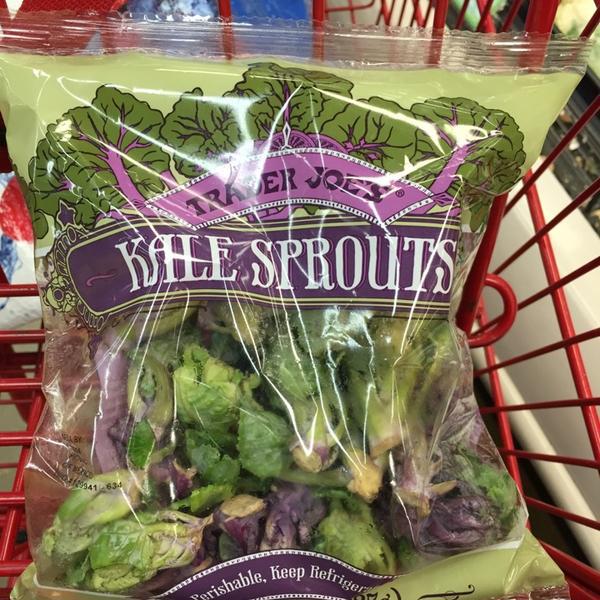 TRADER JOE'S®
KALE SPROUTS
Perishable, Keep Refriger